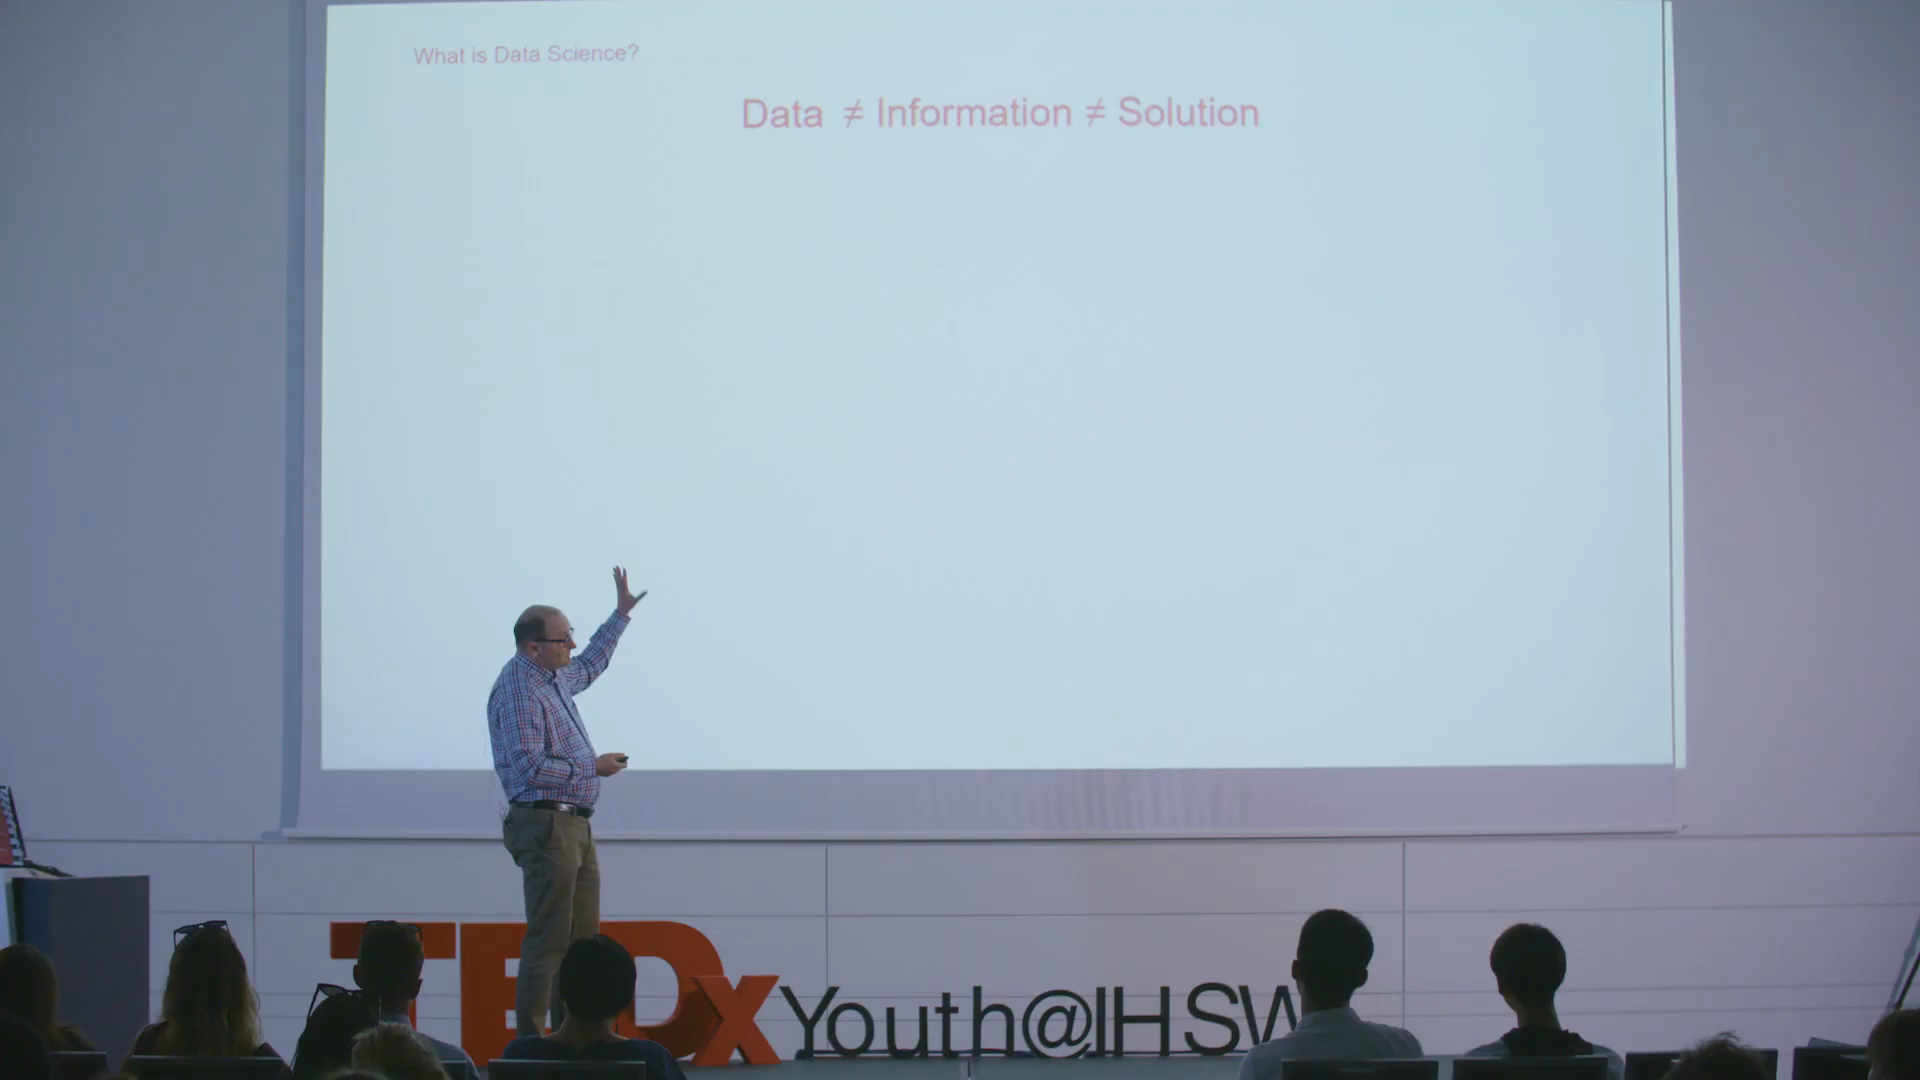 What is Data Science?
Data ≠ Information ≠ Solution
TEDxYouth@IHSW